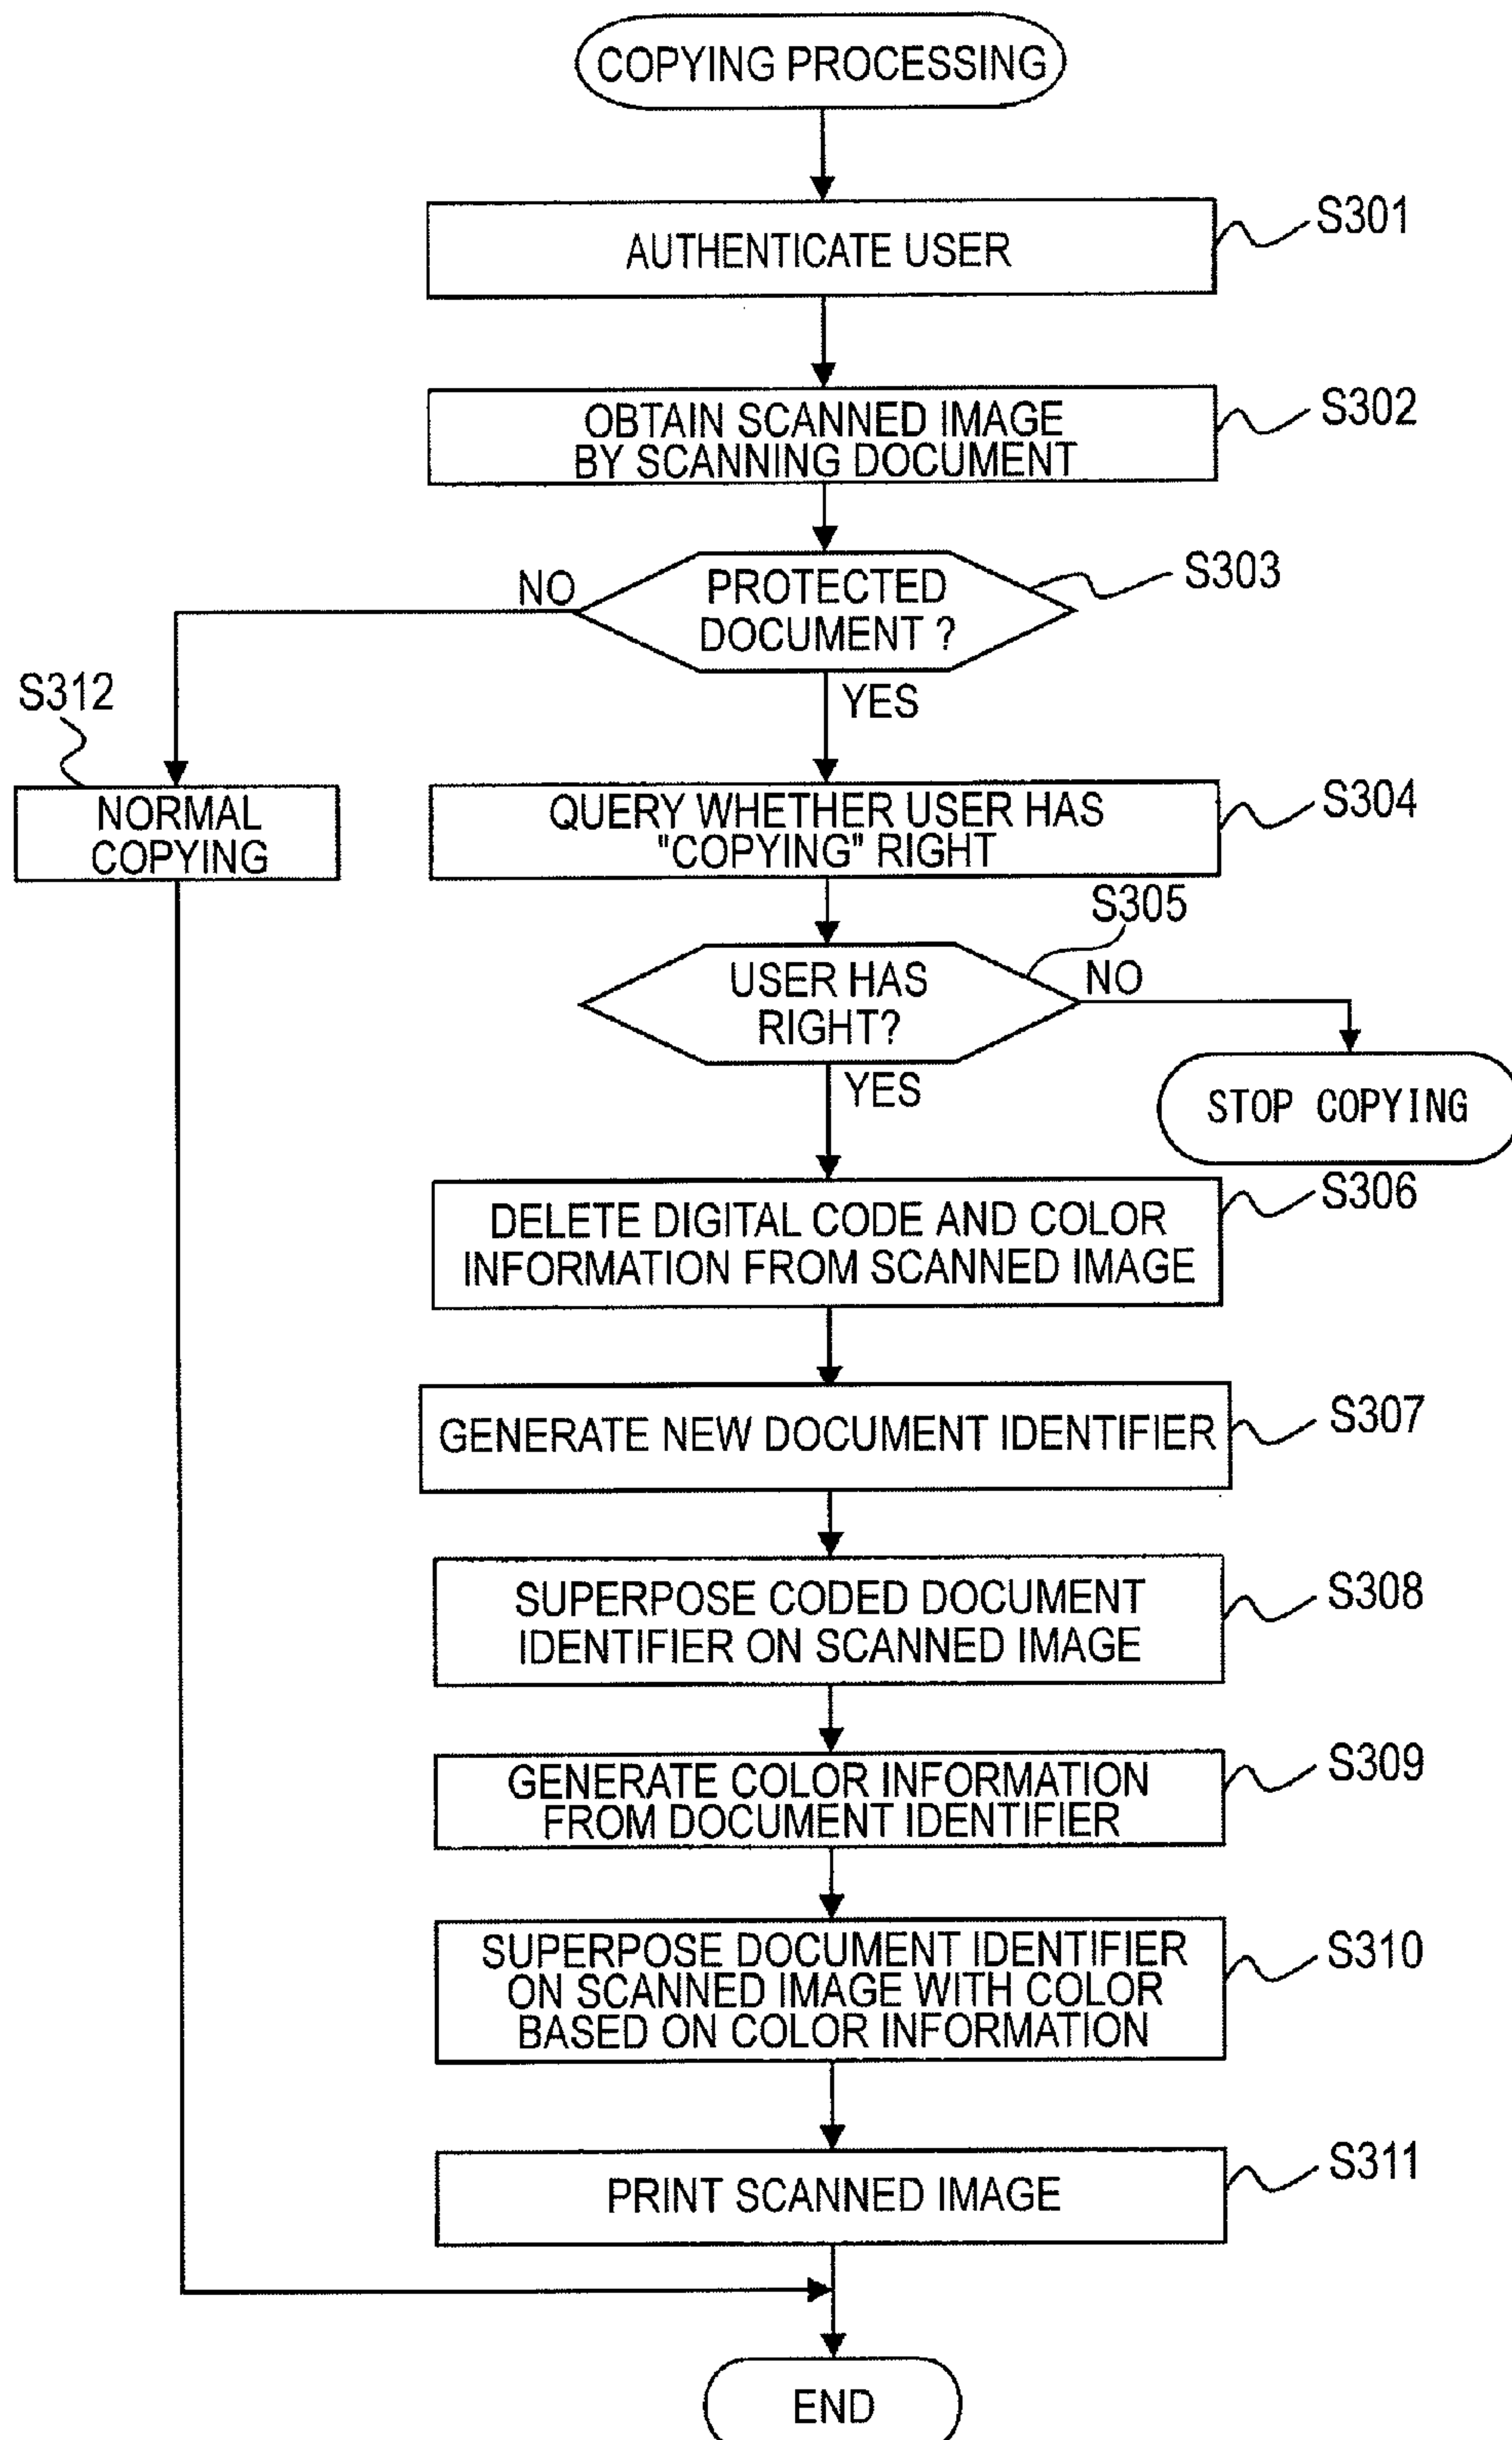 COPYING PROCESSING
AUTHENTICATE USER
S301
OBTAIN SCANNED IMAGE
BY SCANNING DOCUMENT
S302
PROTECTED
DOCUMENT ?
S303
NO
YES
S312
NORMAL
COPYING
QUERY WHETHER USER HAS
"COPYING" RIGHT
S304
S305
USER HAS
RIGHT?
NO
YES
STOP COPYING
DELETE DIGITAL CODE AND COLOR
INFORMATION FROM SCANNED IMAGE
S306
GENERATE NEW DOCUMENT IDENTIFIER
S307
SUPERPOSE CODED DOCUMENT
IDENTIFIER ON SCANNED IMAGE
S308
GENERATE COLOR INFORMATION
FROM DOCUMENT IDENTIFIER
S309
SUPERPOSE DOCUMENT IDENTIFIER
ON SCANNED IMAGE WITH COLOR
BASED ON COLOR INFORMATION
S310
PRINT SCANNED IMAGE
S311
END